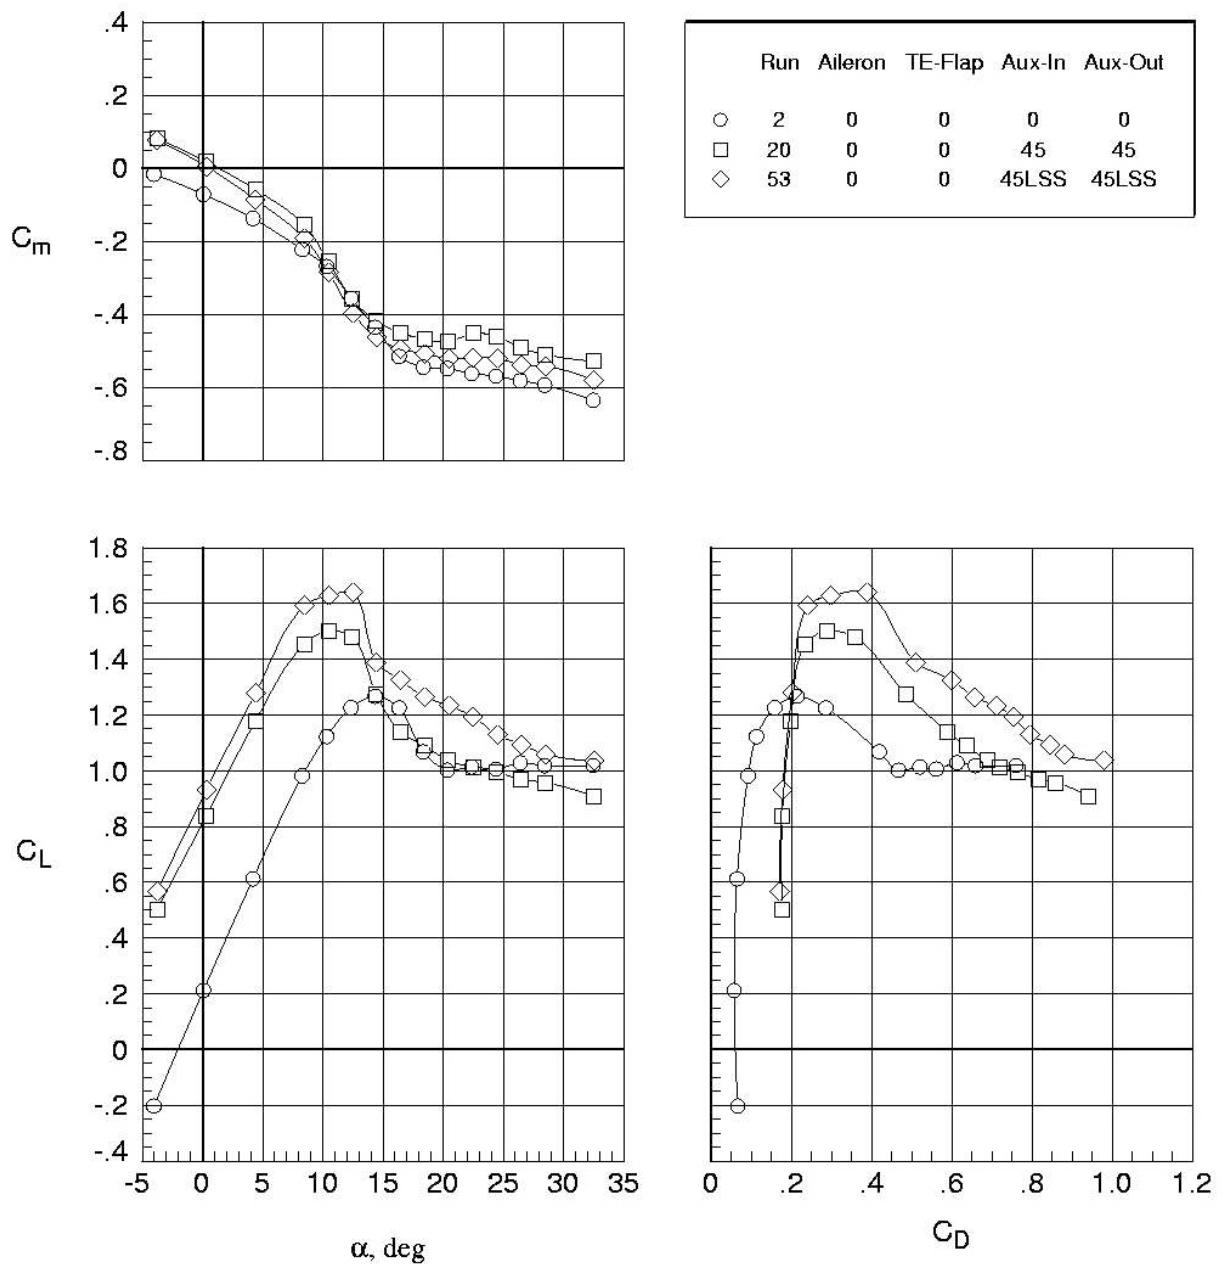 .4
.2
0
-.2
-.4
-.6
-.8
Cm
Run Aileron TE-Flap Aux-In Aux-Out
2 0 0 0 0
20 0 0 45 45
53 0 0 45LSS 45LSS
1.8
1.6
1.4
1.2
1.0
.8
.6
.4
.2
0
-.2
-.4
CL
-5 0 5 10 15 20 25 30 35
α, deg
0 .2 .4 .6 .8 1.0 1.2
CD